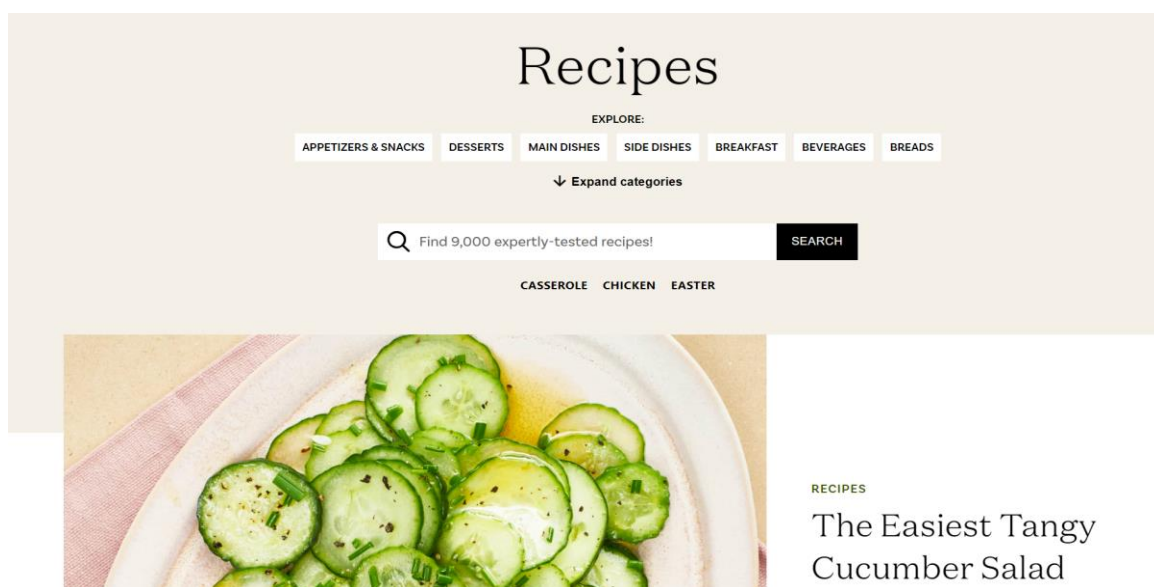 Recipes
EXPLORE:
APPETIZERS & SNACKS DESSERTS MAIN DISHES SIDE DISHES BREAKFAST BEVERAGES BREADS
↓ Expand categories
Find 9,000 expertly-tested recipes! SEARCH
CASSEROLE CHICKEN EASTER
RECIPES
The Easiest Tangy
Cucumber Salad